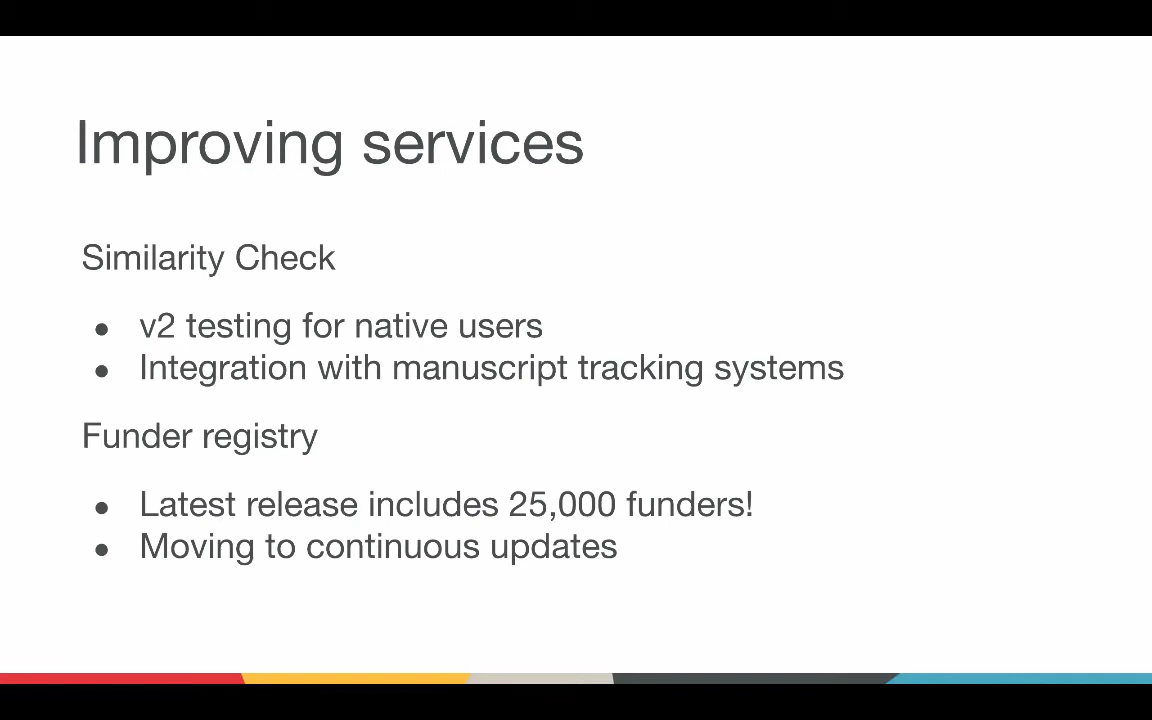 Improving services
Similarity Check
● v2 testing for native users
● Integration with manuscript tracking systems
Funder registry
● Latest release includes 25,000 funders!
● Moving to continuous updates